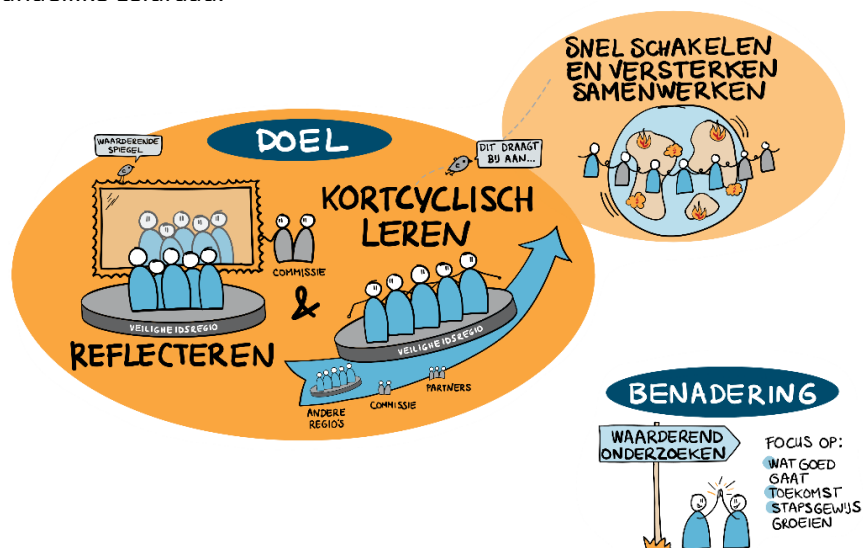 SNEL SCHAKELEN
EN VERSTERKEN
SAMENWERKEN
DOEL
WAARDERENDE
SPIEGEL
DIT DRAAGT
BIJ AAN...
KORTCYCLISCH
LEREN
COMMISSIE
&
VEILIGHEIDSREGIO
REFLECTEREN
VEILIGHEIDSREGIO
ANDERE
REGIO'S
COMMISSIE
PARTNERS
BENADERING
WAARDEREND
ONDERZOEKEN
FOCUS OP:
WAT GOED
GAAT
TOEKOMST
STAPSGEWIJS
GROEIEN